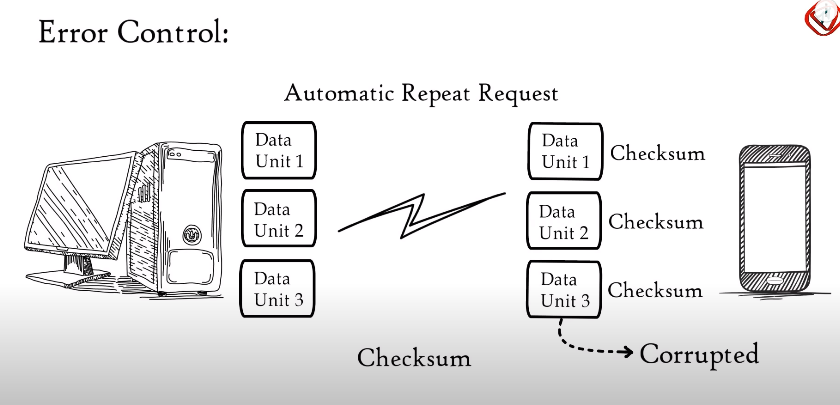 Error Control:
Automatic Repeat Request
Data
Unit 1
Data
Unit 2
Data
Unit 3
Data
Unit 1
Checksum
Data
Unit 2
Checksum
Data
Unit 3
Checksum
Corrupted
Checksum